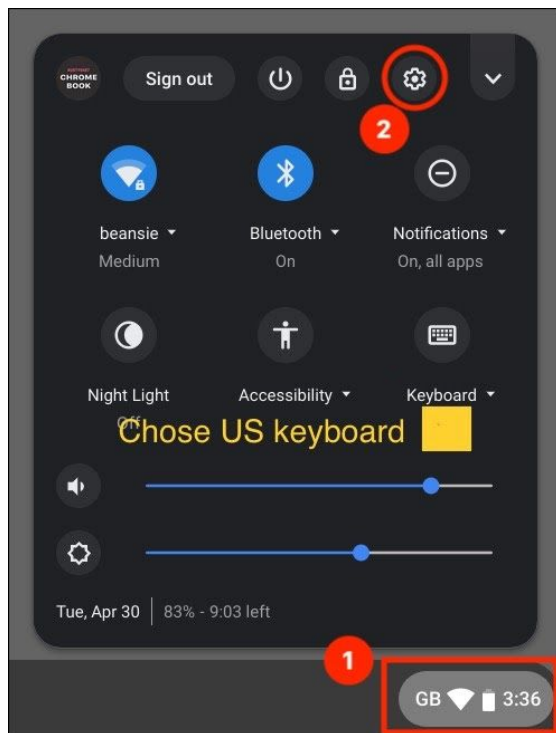 CHROME
BOOK
Sign out
2
beansie
Bluetooth
Notifications
Medium
On
On, all apps
Night Light
Accessibility
Keyboard
Off
Chose US keyboard
Tue, Apr 30
83% - 9:03 left
1
GB 3:36